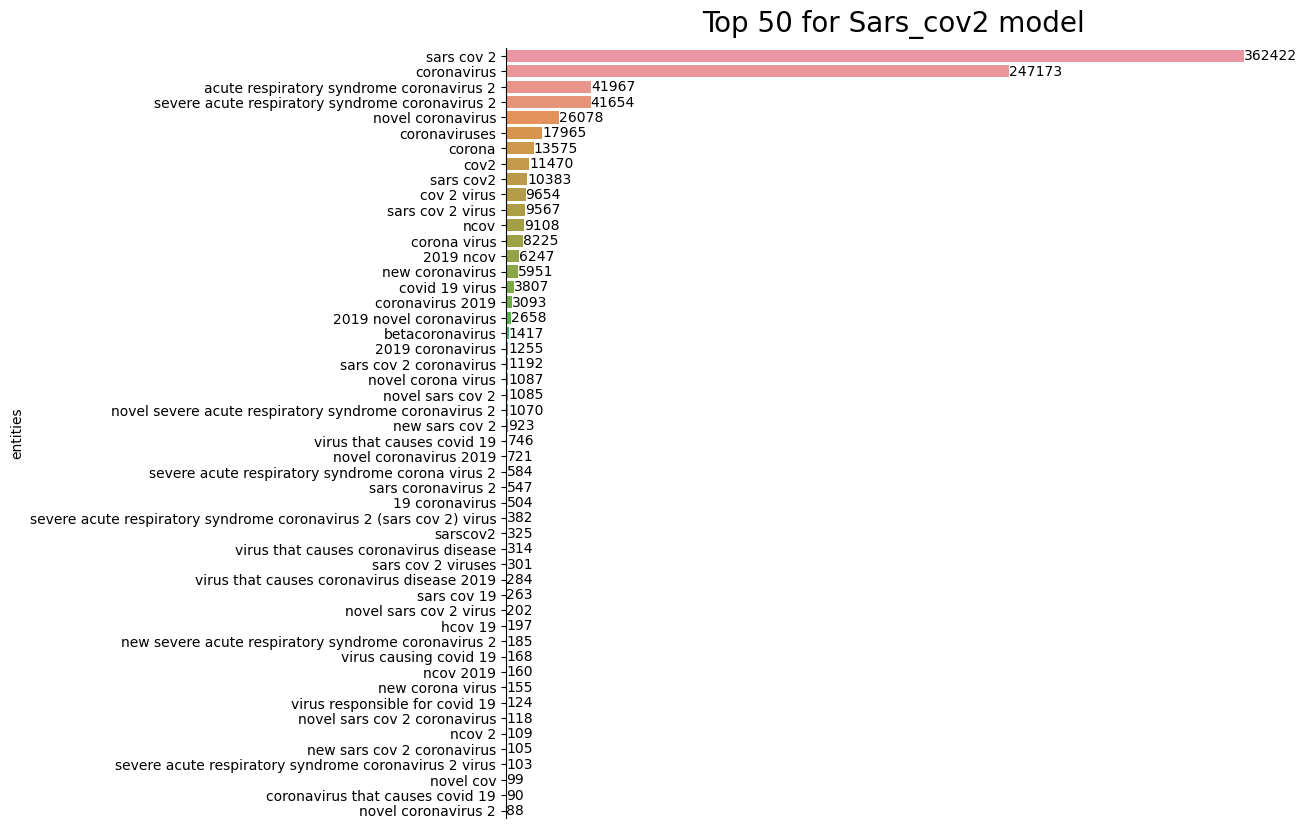 Top 50 for Sars_cov2 model
sars cov 2 362422
coronavirus 247173
acute respiratory syndrome coronavirus 2 41967
severe acute respiratory syndrome coronavirus 2 41654
novel coronavirus 26078
coronaviruses 17965
corona 13575
cov2 11470
sars cov2 10383
cov 2 virus 9654
sars cov 2 virus 9567
ncov 9108
corona virus 8225
2019 ncov 6247
new coronavirus 5951
covid 19 virus 3807
coronavirus 2019 3093
2019 novel coronavirus 2658
betacoronavirus 1417
2019 coronavirus 1255
sars cov 2 coronavirus 1192
novel corona virus 1087
novel sars cov 2 1085
novel severe acute respiratory syndrome coronavirus 2 1070
new sars cov 2 923
virus that causes covid 19 746
novel coronavirus 2019 721
severe acute respiratory syndrome corona virus 2 584
sars coronavirus 2 547
19 coronavirus 504
severe acute respiratory syndrome coronavirus 2 (sars cov 2) virus 382
sarscov2 325
virus that causes coronavirus disease 314
sars cov 2 viruses 301
virus that causes coronavirus disease 2019 284
sars cov 19 263
novel sars cov 2 virus 202
hcov 19 197
new severe acute respiratory syndrome coronavirus 2 185
virus causing covid 19 168
ncov 2019 160
new corona virus 155
virus responsible for covid 19 124
novel sars cov 2 coronavirus 118
ncov 2 109
new sars cov 2 coronavirus 105
severe acute respiratory syndrome coronavirus 2 virus 103
novel cov 99
coronavirus that causes covid 19 90
novel coronavirus 2 88
entities